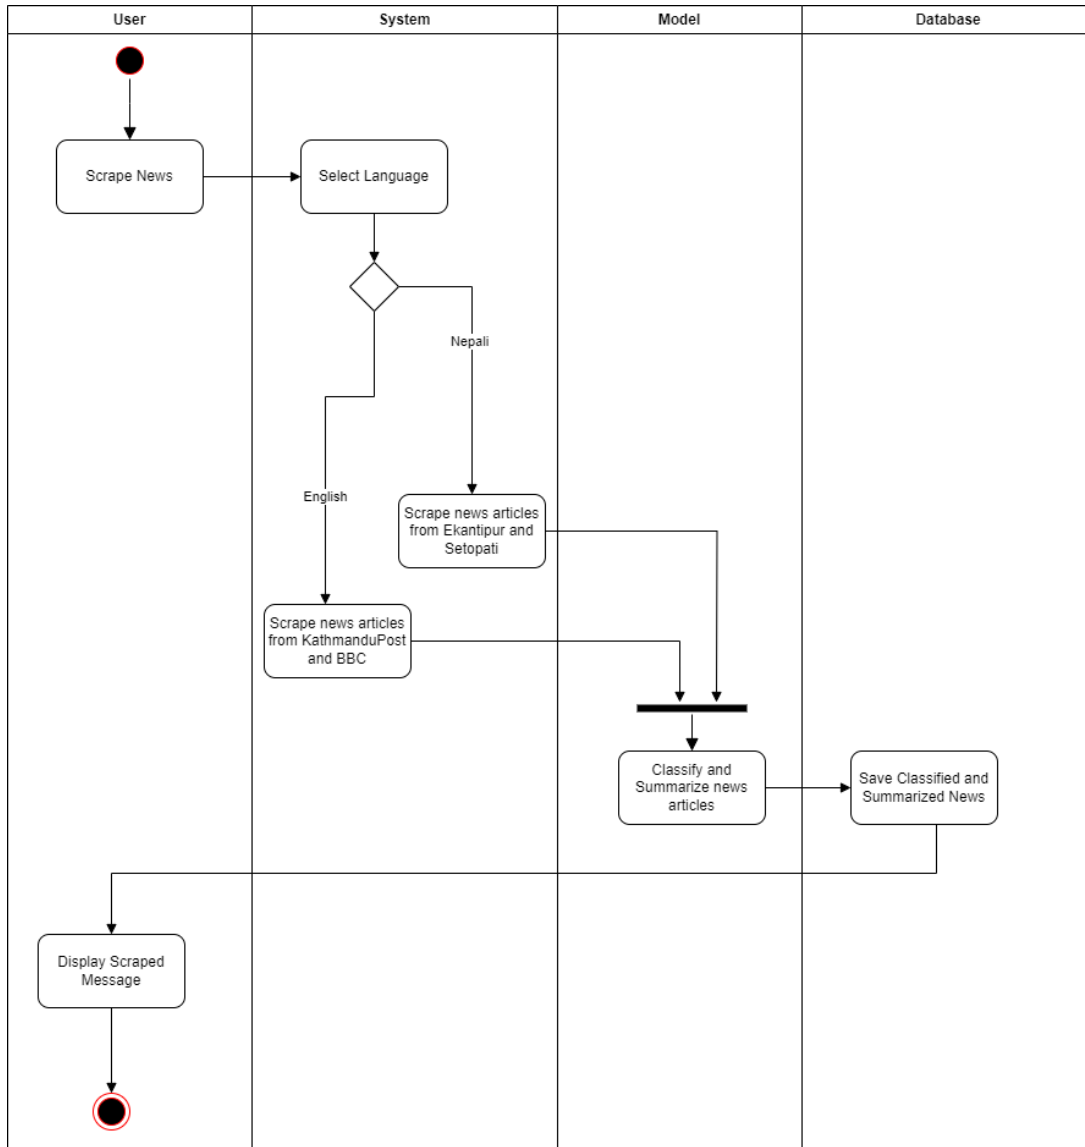 User
System
Model
Database
Scrape News
Select Language
Nepali
English
Scrape news articles
from Ekantipur and
Setopati
Scrape news articles
from KathmanduPost
and BBC
Classify and
Summarize news
articles
Save Classified and
Summarized News
Display Scraped
Message